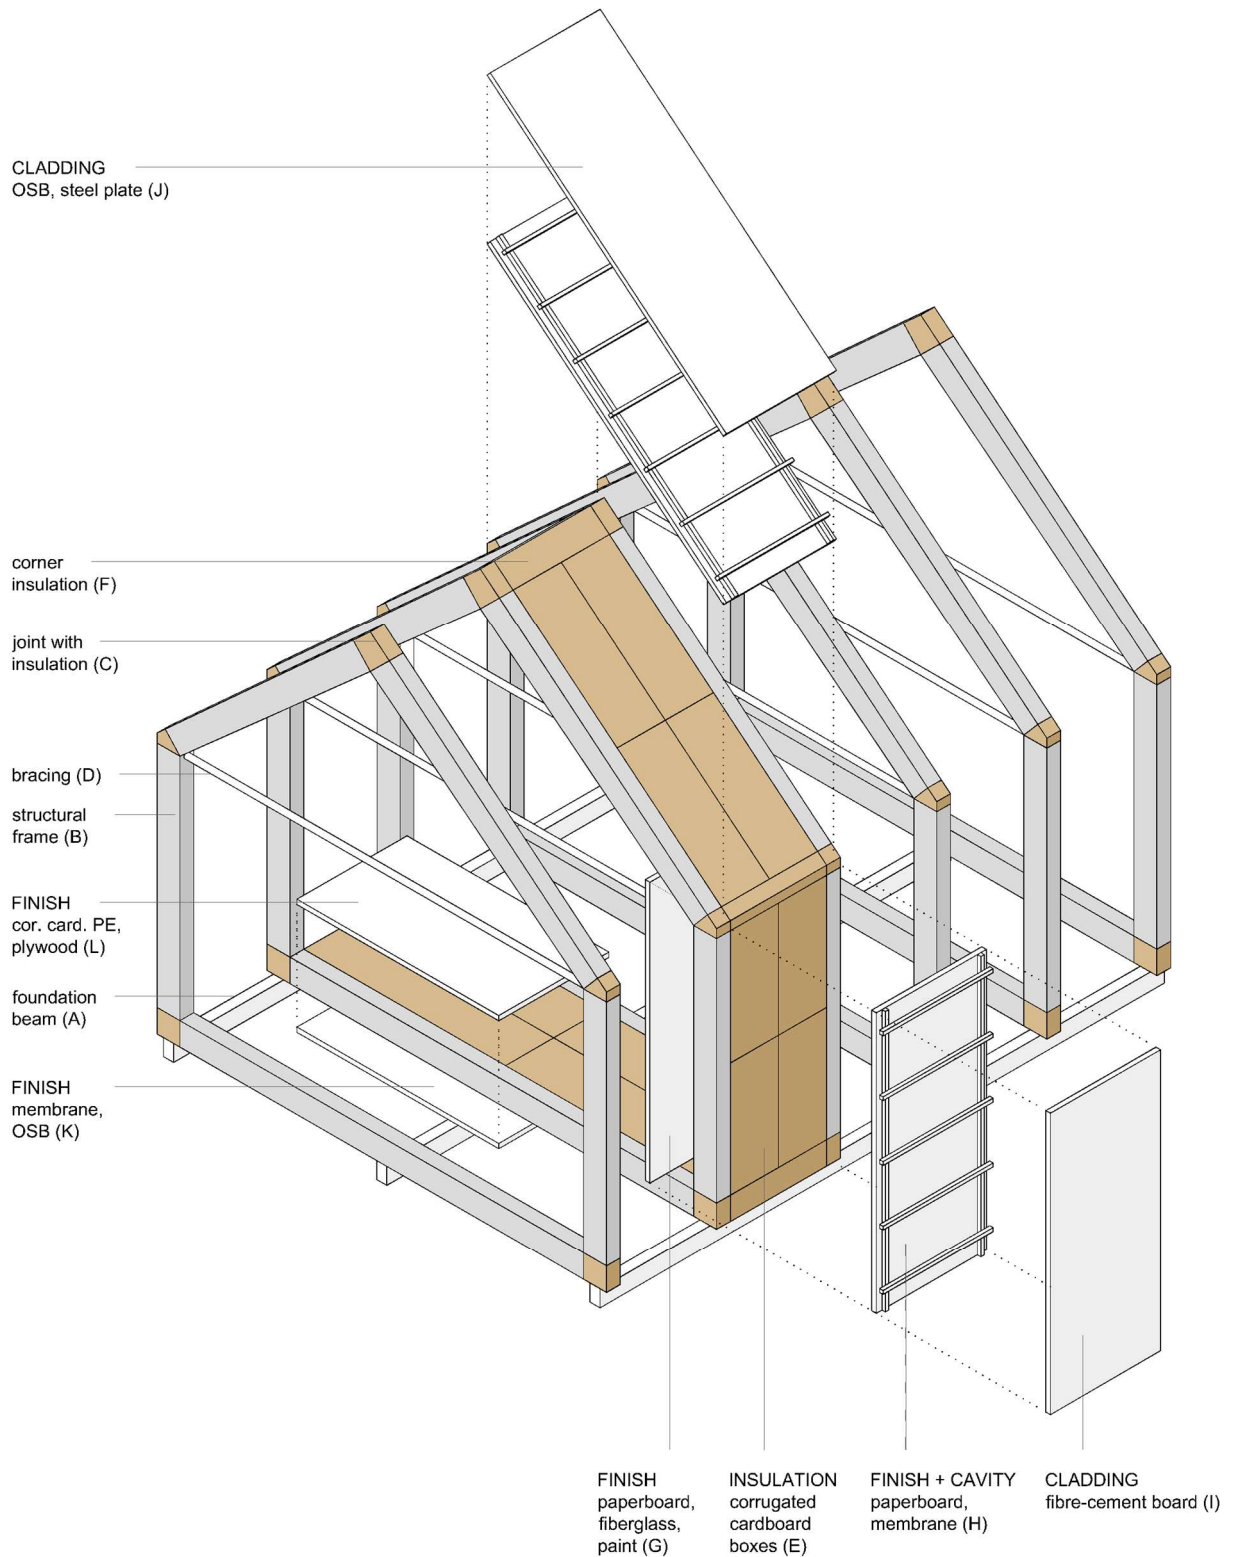 CLADDING
OSB, steel plate (J)
corner
insulation (F)
joint with
insulation (C)
bracing (D)
structural
frame (B)
FINISH
cor. card. PE,
plywood (L)
foundation
beam (A)
FINISH
membrane,
OSB (K)
FINISH
paperboard,
fiberglass,
paint (G)
INSULATION
corrugated
cardboard
boxes (E)
FINISH + CAVITY
paperboard,
membrane (H)
CLADDING
fibre-cement board (I)